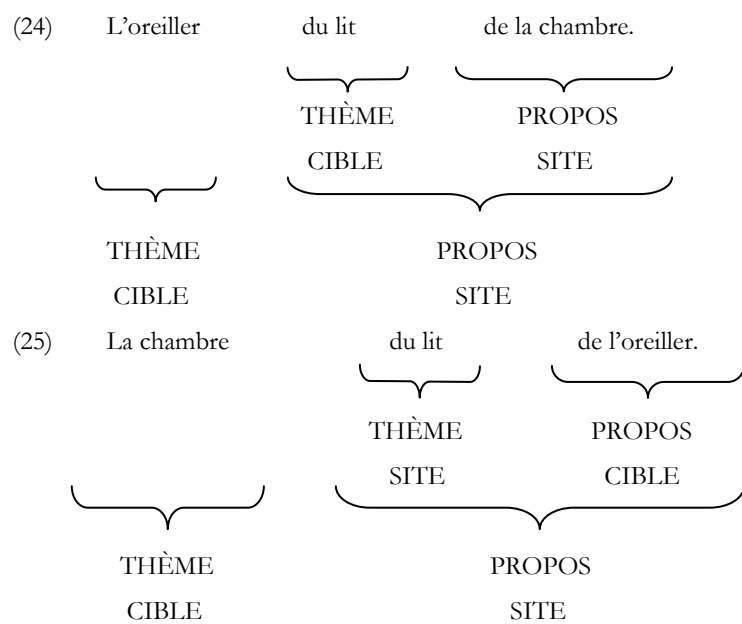 (24) L'oreiller du lit de la chambre.
THÈME PROPOS
CIBLE SITE
THÈME PROPOS
CIBLE SITE
(25) La chambre du lit de l'oreiller.
THÈME PROPOS
SITE CIBLE
THÈME PROPOS
CIBLE SITE